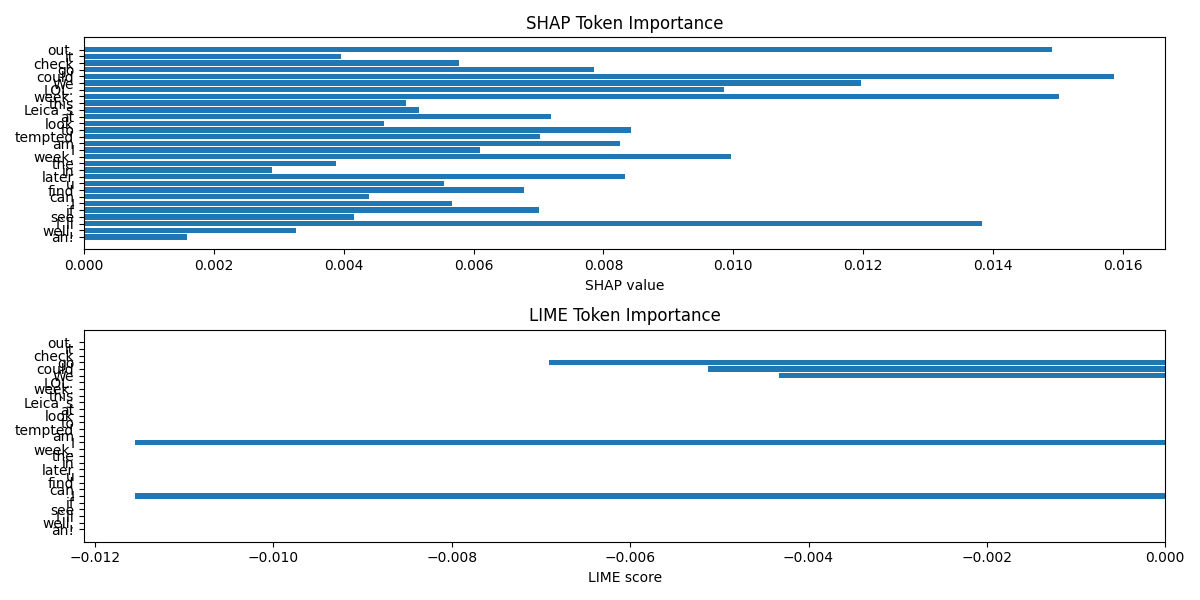 SHAP Token Importance
out.
it
check
go
could
We
LOL.
week.
this
Leica`s
at
look
to
tempted
am
I
week.
the
in
later
u
find
can
I
if
see
I`ll
well,
ah!
0.000 0.002 0.004 0.006 0.008 0.010 0.012 0.014 0.016
SHAP value
LIME Token Importance
out.
it
check
go
could
We
LOL.
week.
this
Leica`s
at
look
to
tempted
am
I
week.
the
in
later
u
find
can
I
if
see
I`ll
well,
ah!
−0.012 −0.010 −0.008 −0.006 −0.004 −0.002 0.000
LIME score